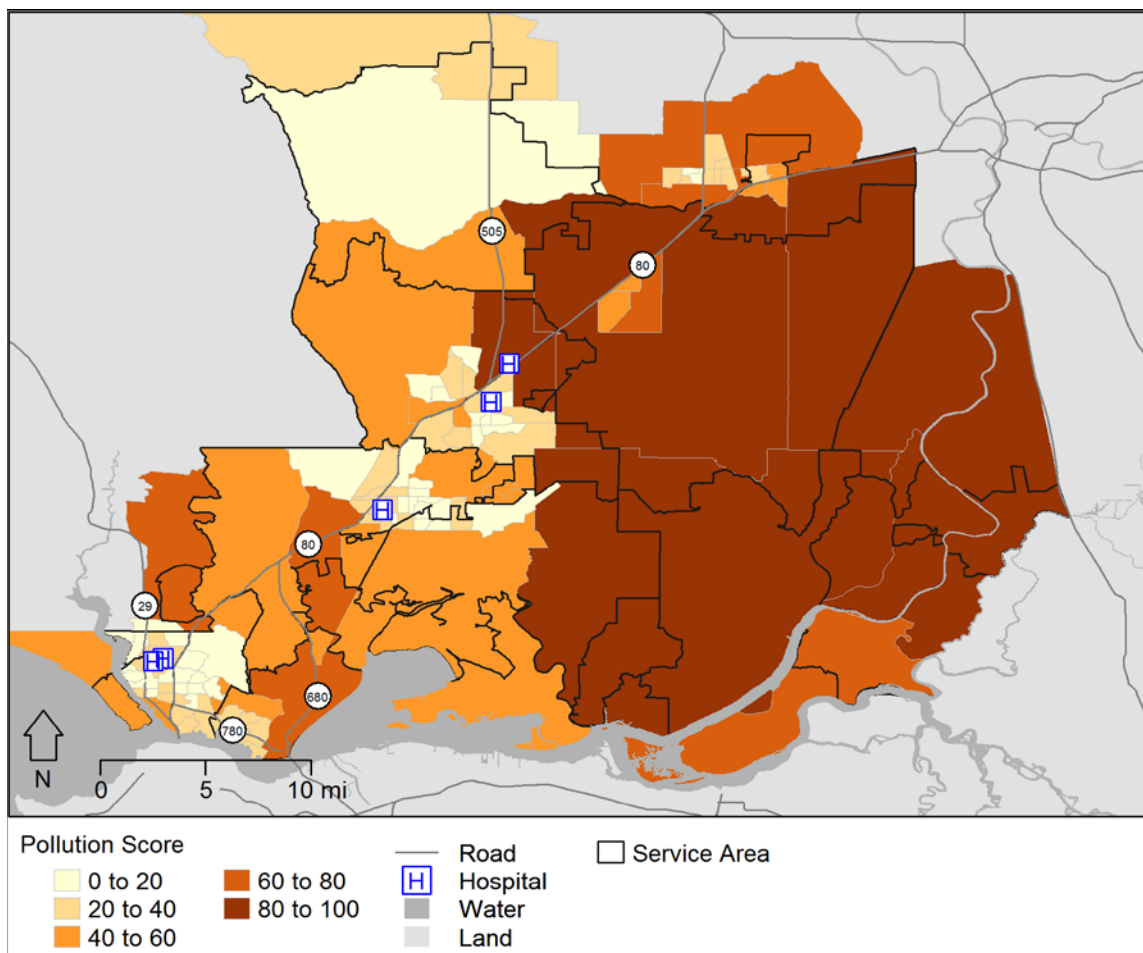 505
80
H
H
H
80
29
H H
680
780
N
0 5 10 mi
Pollution Score
0 to 20
20 to 40
40 to 60
60 to 80
80 to 100
Road
H Hospital
Water
Land
Service Area